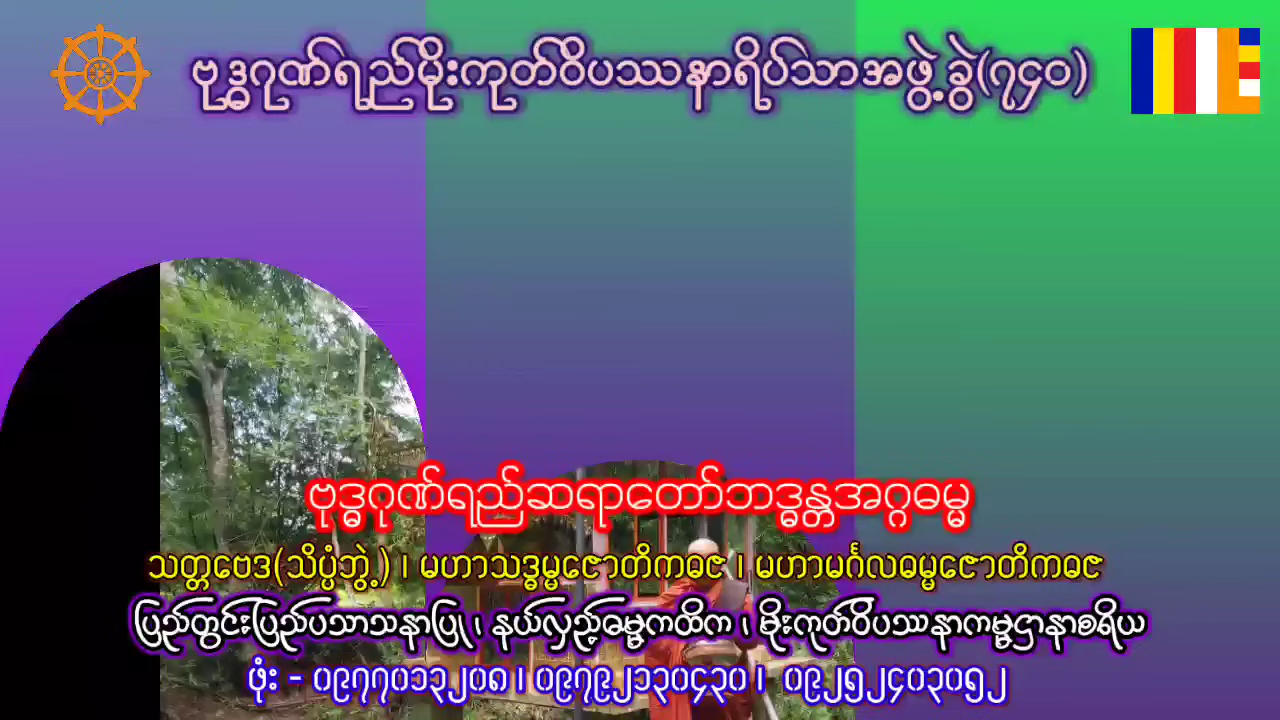 ဗုဒ္ဓဂုဏ်ရည်မိုးကုတ်ဝိပဿနာရိပ်သာအဖွဲ့ခွဲ(၇၄၀)
ဗုဒ္ဓဂုဏ်ရည်ဆရာတော်ဘဒ္ဓန္တအဂ္ဂဓမ္မ
သတ္တဗေဒ(သိပ္ပံဘွဲ့) ၊ မဟာသဒ္ဓမ္မဇောတိကဓဇ ၊ မဟာမင်္ဂလဓမ္မဇောတိကဓဇ
ပြည်တွင်းပြည်ပသာသနာပြု ၊ နယ်လှည့်ဓမ္မကထိက ၊ မိုးကုတ်ဝိပဿနာကမ္မဋ္ဌာနာစရိယ
ဖုံး - ၀၉၇၇၀၁၃၂၀၈ ၊ ၀၉၇၉၂၁၃၀၄၃၀ ၊ ၀၉၂၅၂၄၀၃၀၅၂